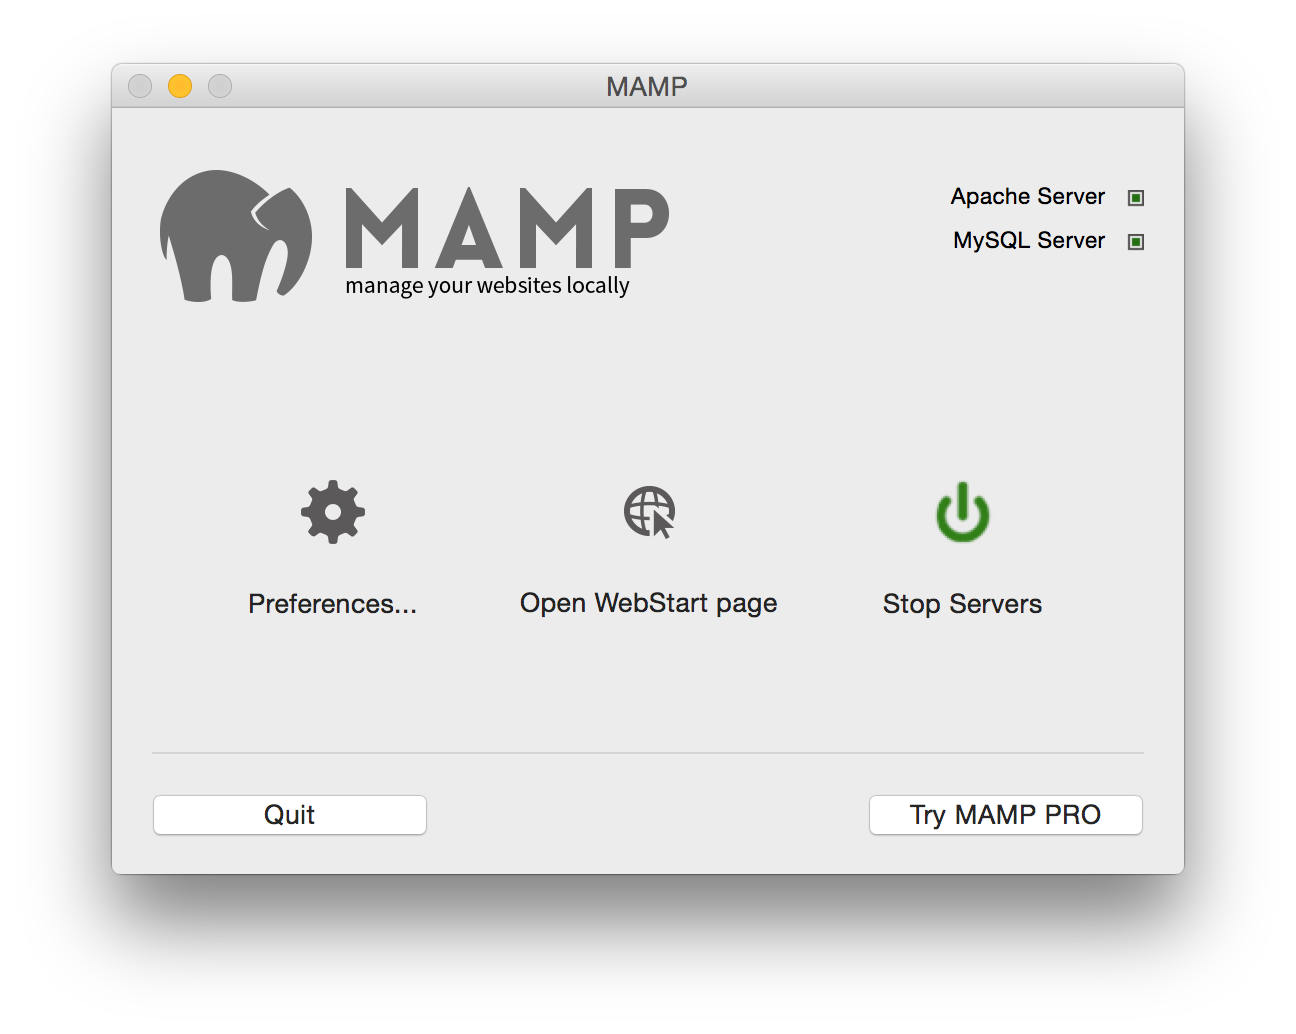 MAMP
MAMP
manage your websites locally
Apache Server
MySQL Server
Preferences...
Open WebStart page
Stop Servers
Quit
Try MAMP PRO